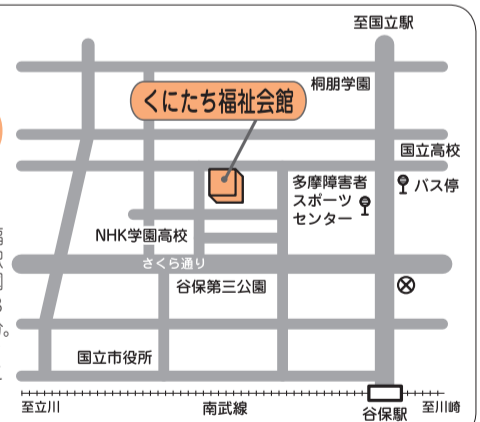 至国立駅
桐朋学園
くにたち福祉会館
国立高校
多摩障害者
スポーツ
センター
バス停
NHK学園高校
さくら通り
谷保第三公園
国立市役所
至立川
南武線
谷保駅
至川崎